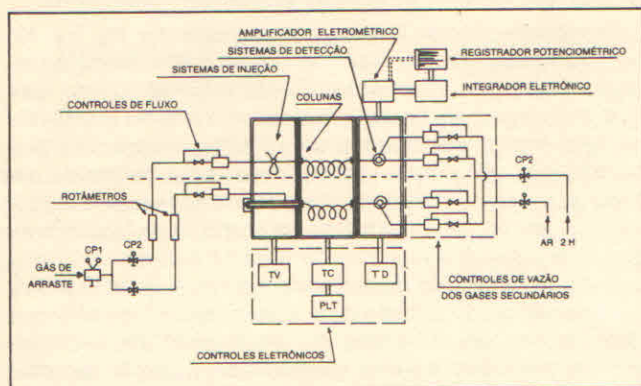 AMPLIFICADOR ELETROMÉTRICO
SISTEMAS DE DETECÇÃO
REGISTRADOR POTENCIOMÉTRICO
SISTEMAS DE INJEÇÃO
INTEGRADOR ELETRÔNICO
COLUNAS
CONTROLES DE FLUXO
CP2
ROTÂMETROS
CP1
CP2
GÁS DE
ARRASTE
AR
2 H
TV
TC
T D
PLT
CONTROLES DE VAZÃO
DOS GASES SECUNDÁRIOS
CONTROLES ELETRÔNICOS